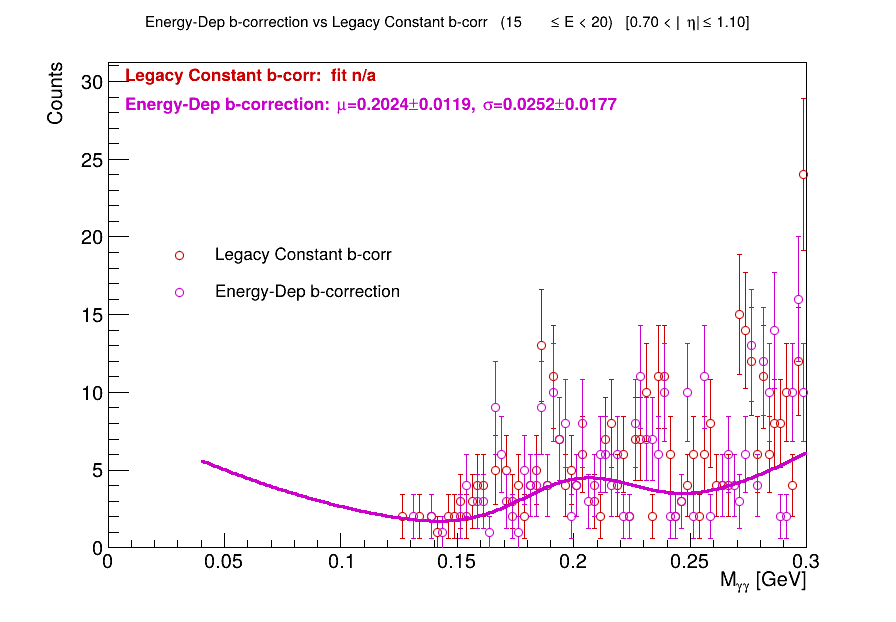 Energy-Dep b-correction vs Legacy Constant b-corr (15 ≤ E < 20) [0.70 < | η| ≤ 1.10]
Counts
Legacy Constant b-corr: fit n/a
Energy-Dep b-correction: μ=0.2024±0.0119, σ=0.0252±0.0177
Legacy Constant b-corr
Energy-Dep b-correction
30
25
20
15
10
5
0
0 0.05 0.1 0.15 0.2 0.25 0.3
Mγγ [GeV]